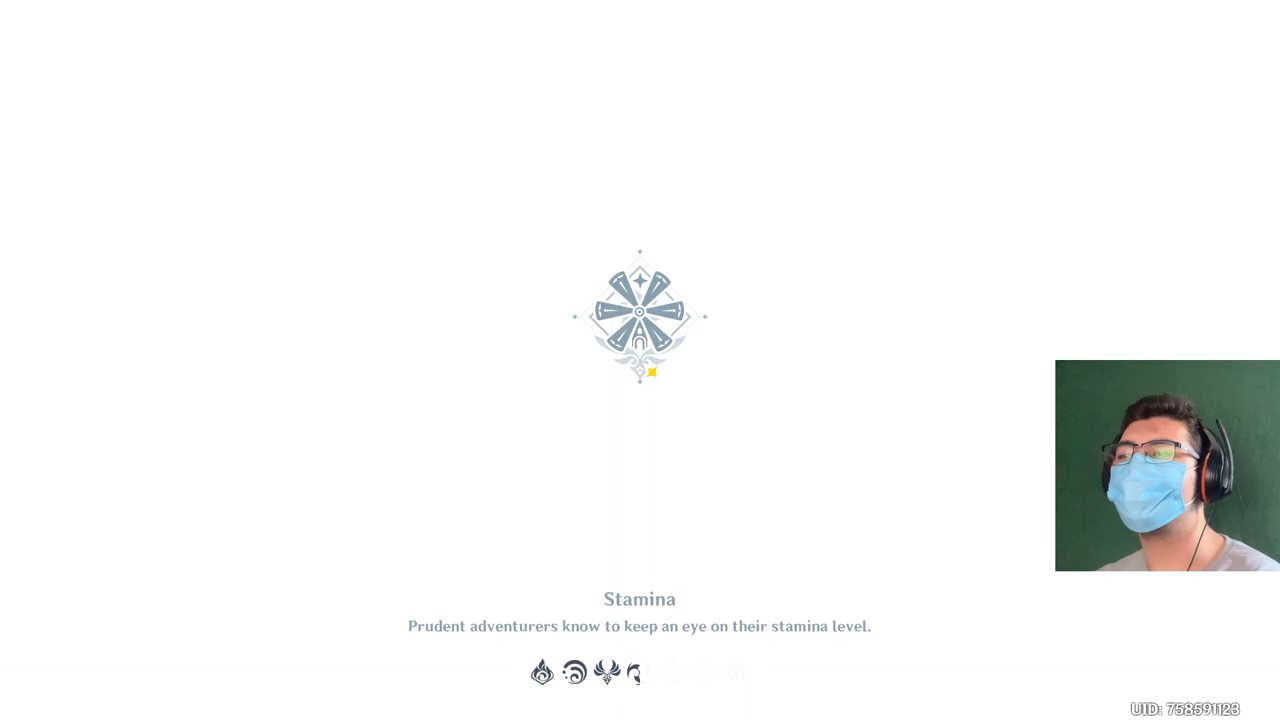 Stamina
Prudent adventurers know to keep an eye on their stamina level.
UID: 758591123